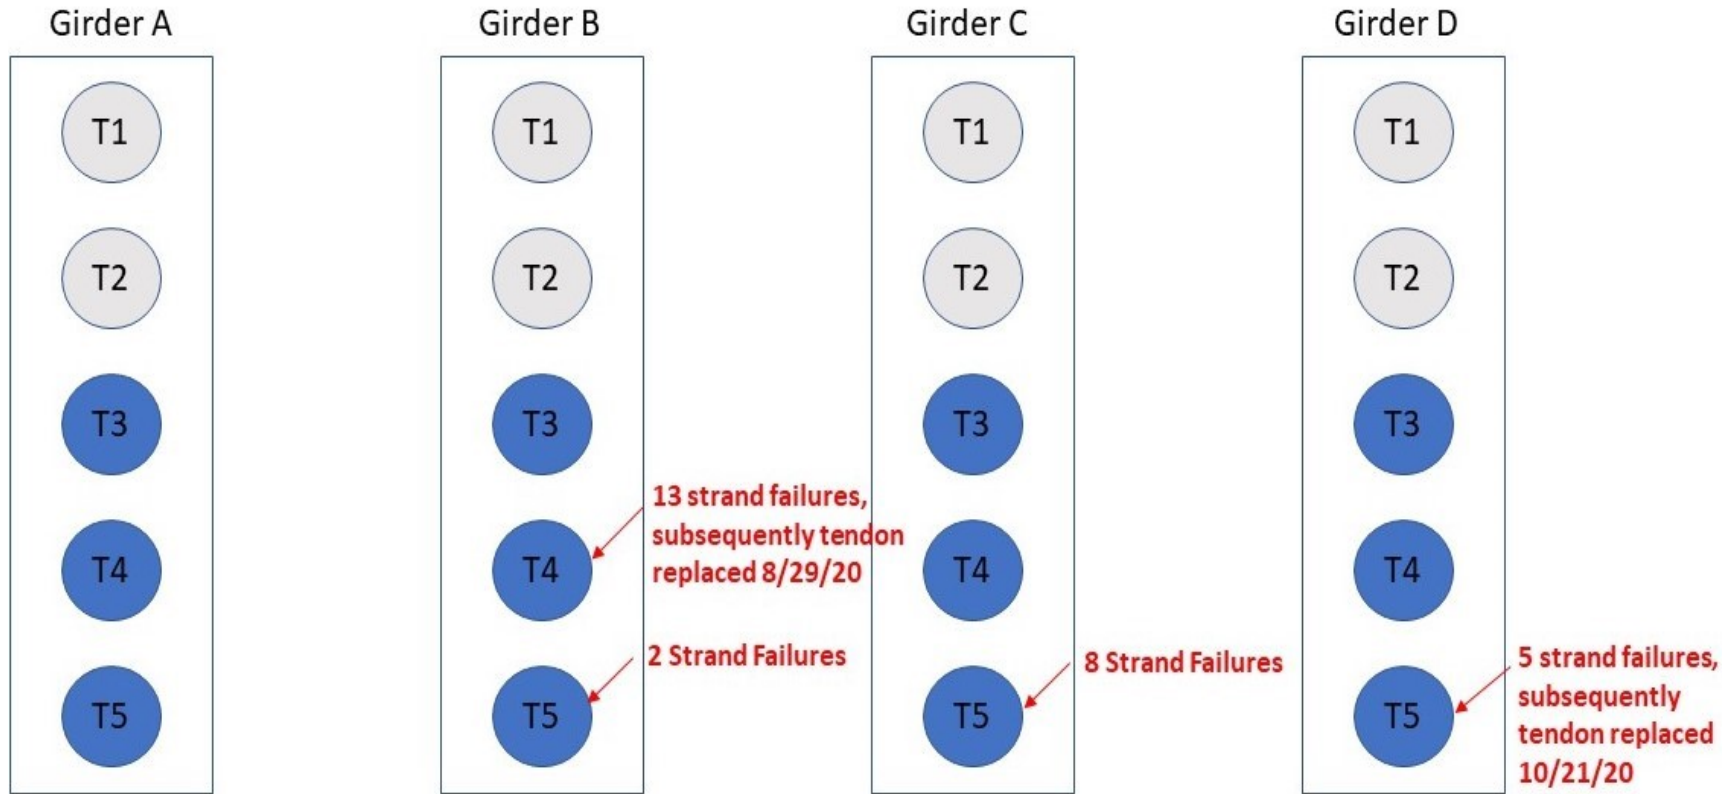 Girder A
Girder B
Girder C
Girder D
T1
T1
T1
T1
T2
T2
T2
T2
T3
T3
T3
T3
13 strand failures,
subsequently tendon
replaced 8/29/20
T4
T4
T4
T4
2 Strand Failures
8 Strand Failures
5 strand failures,
subsequently
tendon replaced
10/21/20
T5
T5
T5
T5